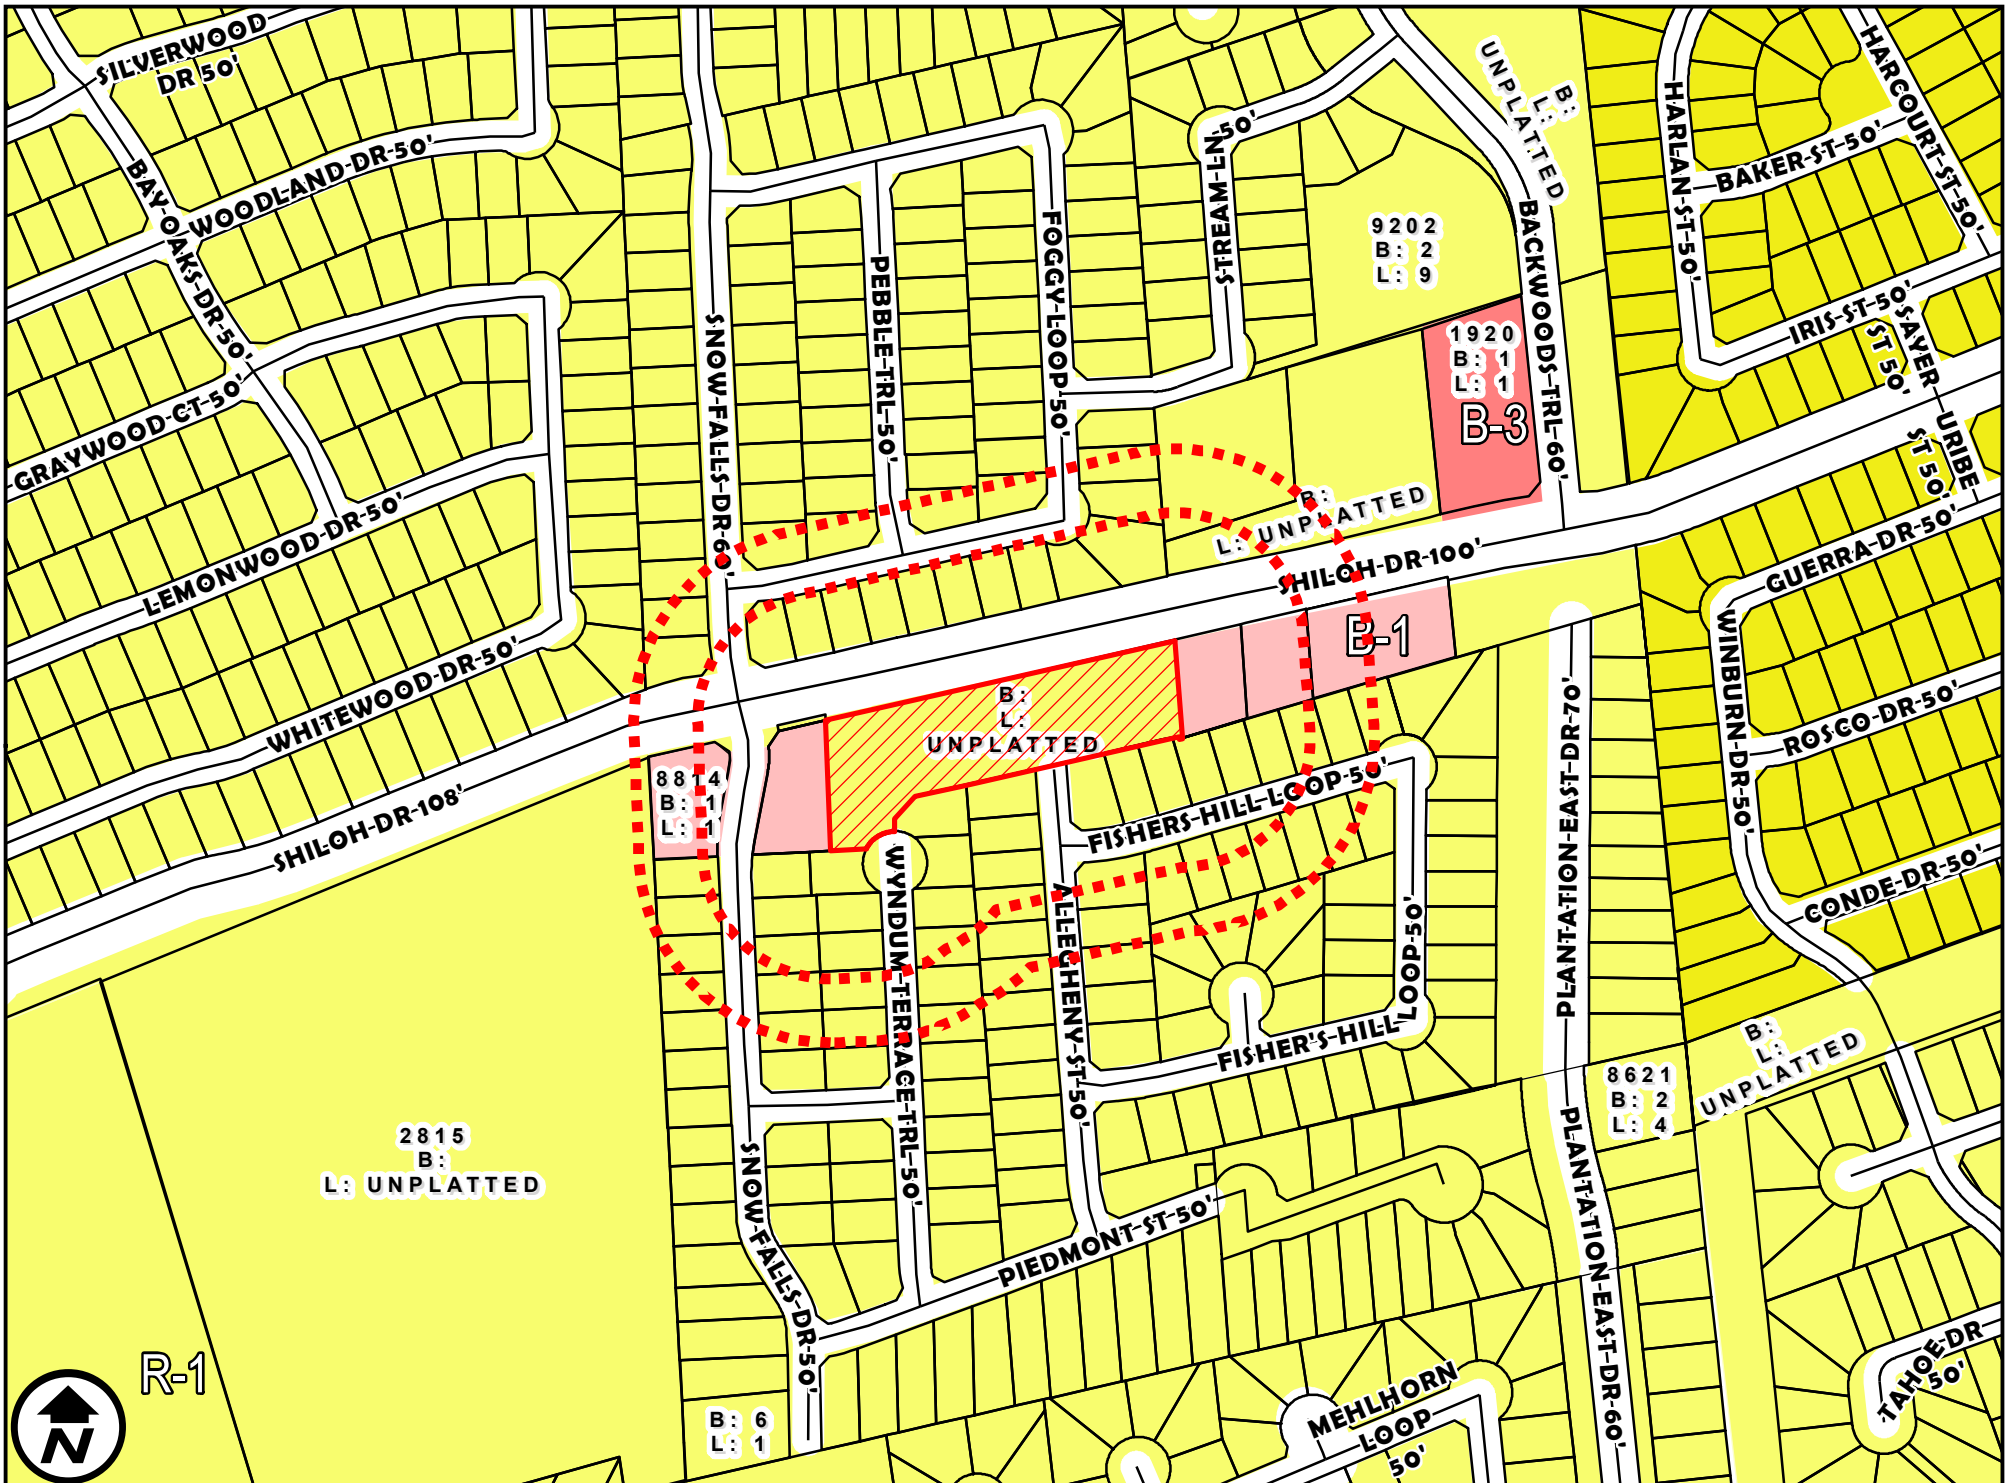 SILVERWOOD
DR 50'
WOODLAND-DR-50'
BAY-OAKS-DR-50'
GRAYWOOD-CT-50'
LEMONWOOD-DR-50'
WHITEWOOD-DR-50'
SHILOH-DR-108'
SNOW-FALLS-DR-60'
PEBBLE-TRL-50'
FOGGY-LOOP-50'
STREAM-LN-50'
9202
B: 2
L: 9
B:
L:
UNPLATTED
BACKWOODS-TRL-60'
1920
B: 1
L: 1
B-3
HARLAN-ST-50'
HARCOURT-ST-50'
BAKER-ST-50'
IRIS-ST-50'
SAYER
ST 50'
URIBE
ST 50'
GUERRA-DR-50'
WINBURN-DR-50'
ROSCO-DR-50'
CONDE-DR-50'
B:
L: UNPLATTED
SHILOH-DR-100'
B-1
B:
L:
UNPLATTED
8814
B: 1
L: 1
FISHERS-HILL-LOOP-50'
WYNDUM-TERRACE-TRL-50'
ALLEGHENY-ST-50'
FISHER'S-HILL
LOOP-50'
PLANTATION-EAST-DR-70'
B:
L:
UNPLATTED
8621
B: 2
L: 4
2815
B:
L: UNPLATTED
SNOW-FALLS-DR-50'
PIEDMONT-ST-50'
PLANTATION-EAST-DR-60'
R-1
N
B: 6
L: 1
MEHLHORN
LOOP
50'
TAHOE-DR
50'